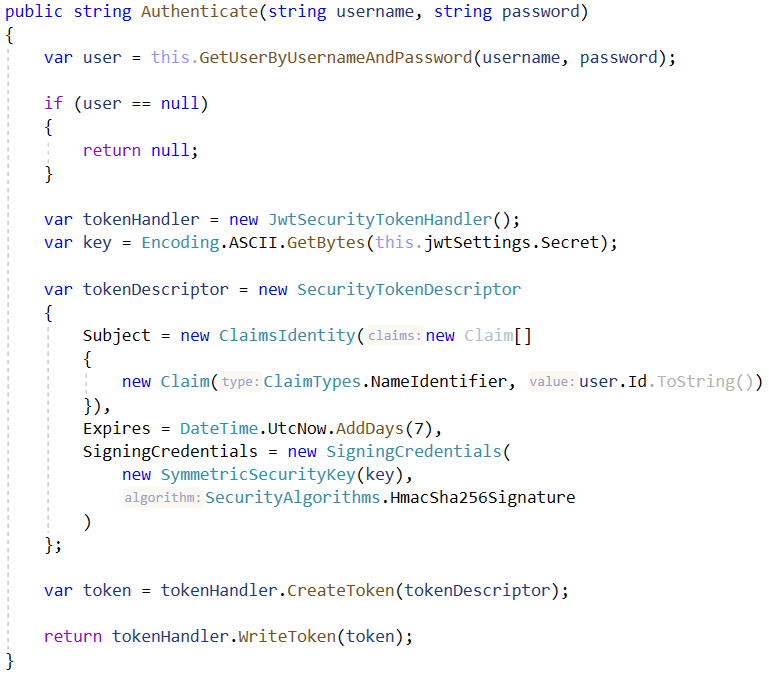 public string Authenticate(string username, string password)
{
    var user = this.GetUserByUsernameAndPassword(username, password);

    if (user == null)
    {
        return null;
    }

    var tokenHandler = new JwtSecurityTokenHandler();
    var key = Encoding.ASCII.GetBytes(this.jwtSettings.Secret);

    var tokenDescriptor = new SecurityTokenDescriptor
    {
        Subject = new ClaimsIdentity( claims: new Claim[]
        {
            new Claim( type: ClaimTypes.NameIdentifier, value: user.Id.ToString())
        }),
        Expires = DateTime.UtcNow.AddDays(7),
        SigningCredentials = new SigningCredentials(
            new SymmetricSecurityKey(key),
            algorithm: SecurityAlgorithms.HmacSha256Signature
        )
    };

    var token = tokenHandler.CreateToken(tokenDescriptor);

    return tokenHandler.WriteToken(token);
}